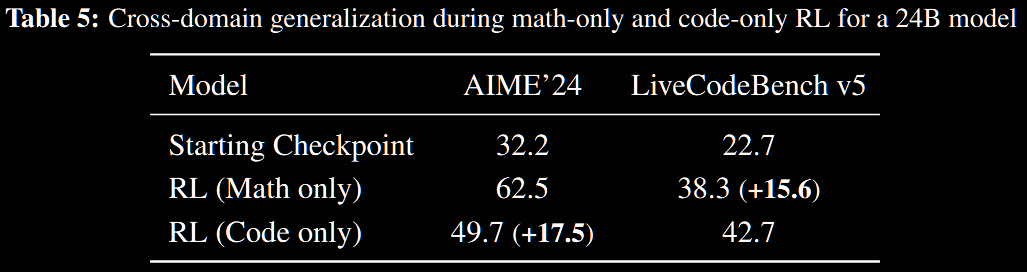 Table 5: Cross-domain generalization during math-only and code-only RL for a 24B model
Model AIME’24 LiveCodeBench v5
Starting Checkpoint 32.2 22.7
RL (Math only) 62.5 38.3 (+15.6)
RL (Code only) 49.7 (+17.5) 42.7